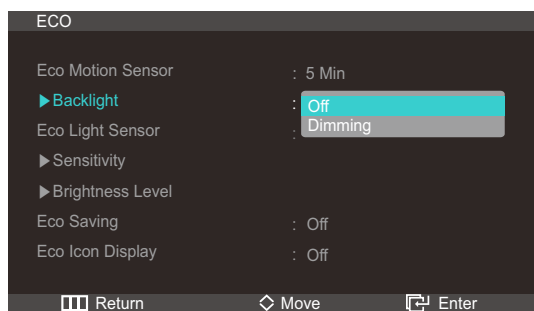 ECO
Eco Motion Sensor : 5 Min
▶Backlight : Off
Dimming
Eco Light Sensor :
▶Sensitivity
▶Brightness Level
Eco Saving : Off
Eco Icon Display : Off
Return Move Enter